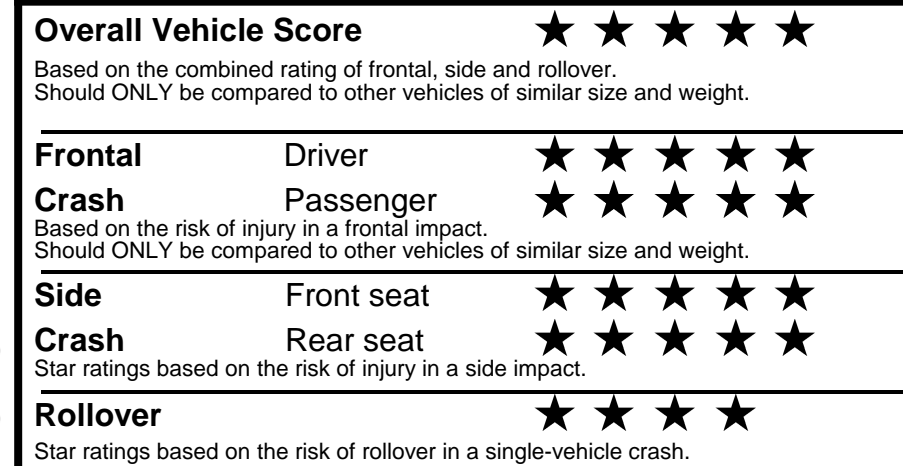 Overall Vehicle Score ★ ★ ★ ★ ★
Based on the combined rating of frontal, side and rollover.
Should ONLY be compared to other vehicles of similar size and weight.
Frontal Driver ★ ★ ★ ★ ★
Crash Passenger ★ ★ ★ ★ ★
Based on the risk of injury in a frontal impact.
Should ONLY be compared to other vehicles of similar size and weight.
Side Front seat ★ ★ ★ ★ ★
Crash Rear seat ★ ★ ★ ★ ★
Star ratings based on the risk of injury in a side impact.
Rollover ★ ★ ★ ★
Star ratings based on the risk of rollover in a single-vehicle crash.